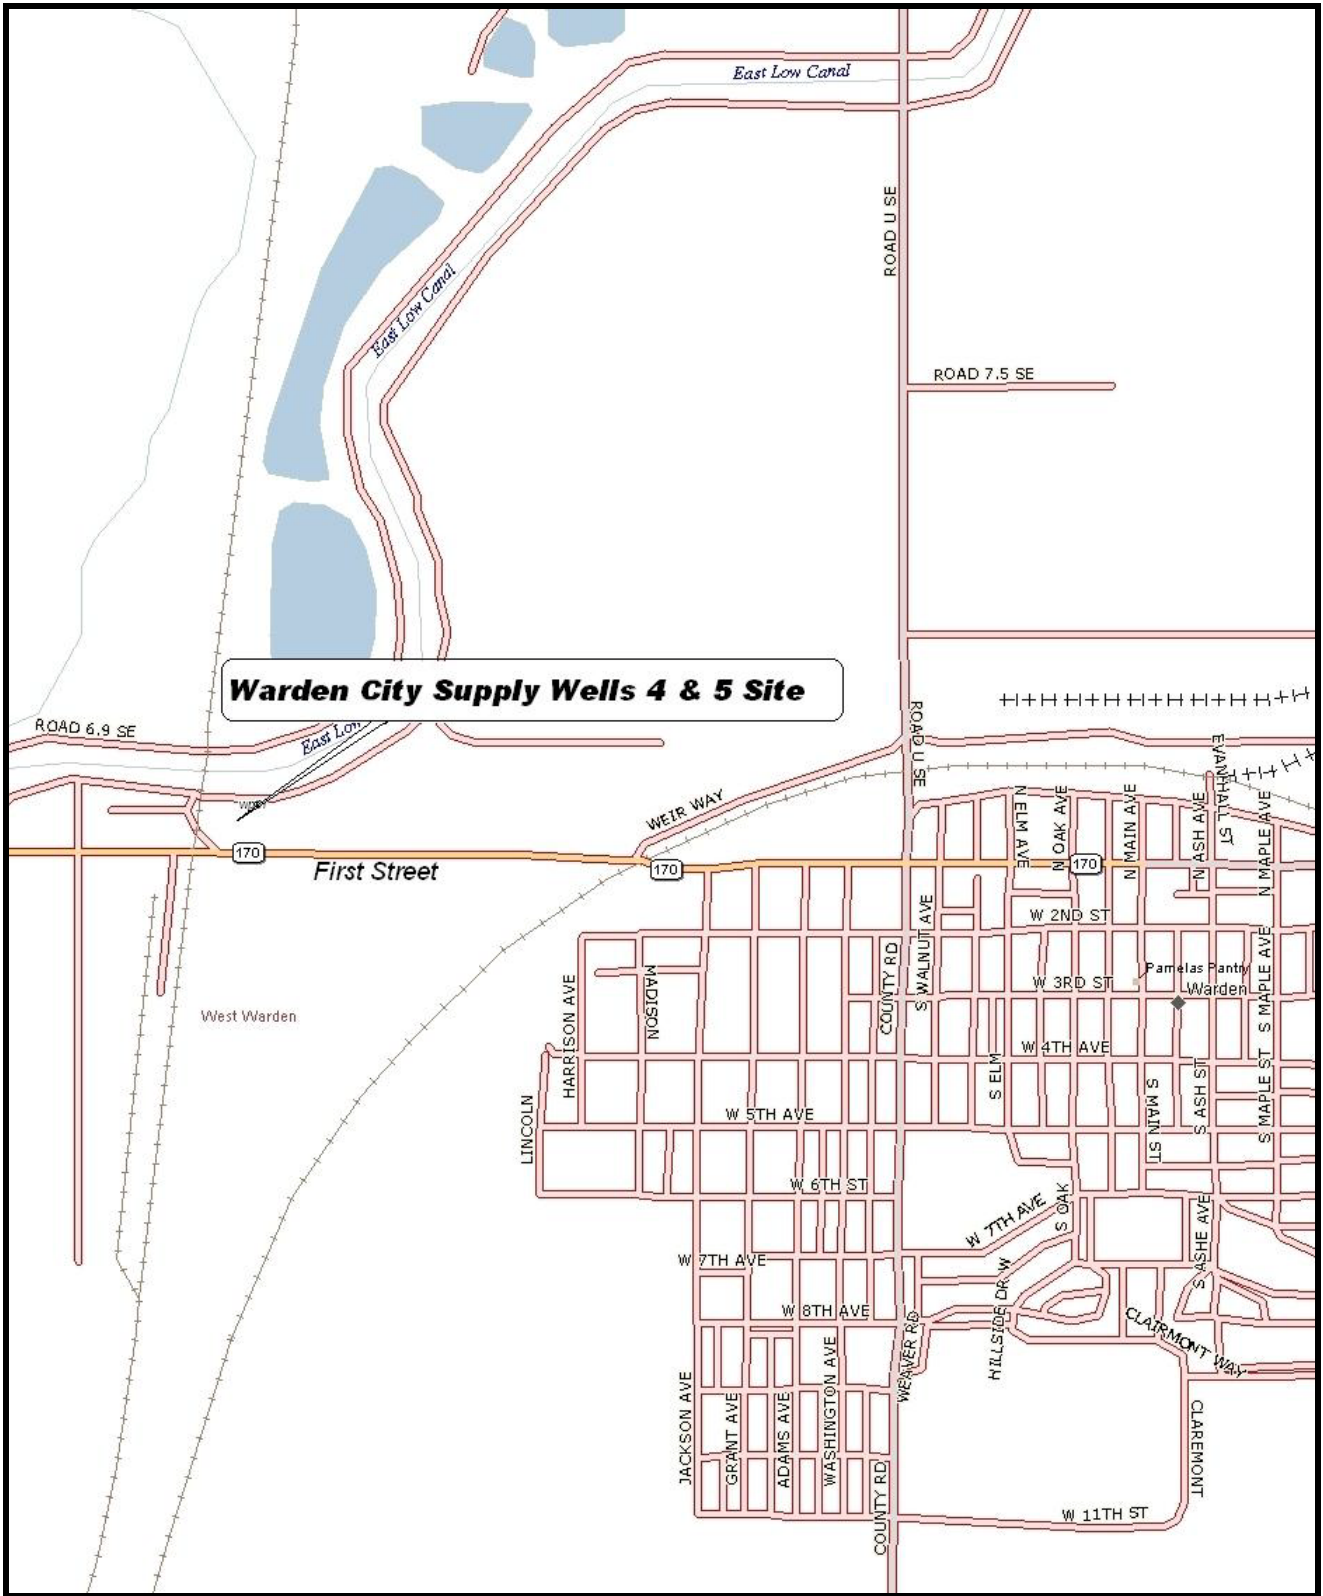 East Low Canal
ROAD U SE
East Low Canal
ROAD 7.5 SE
Warden City Supply Wells 4 & 5 Site
ROAD U SE
ROAD 6.9 SE
East Low
EVANHALL ST
WEIR WAY
N ELM AVE
N OAK AVE
N MAIN AVE
N ASH AVE
N MAPLE AVE
170
First Street
170
170
W 2ND ST
S WALNUT AVE
COUNTY RD
Pamelas Pantry
W 3RD ST
Warden
S MAPLE AVE
MADISON
HARRISON AVE
West Warden
W 4TH AVE
S ELM
S MAIN ST
S ASH ST
S MAPLE ST
LINCOLN
W 5TH AVE
W 6TH ST
S OAK
W 7TH AVE
S ASHE AVE
W 7TH AVE
HILLSIDE DR W
W 8TH AVE
CLAIRMONT WAY
WEAVER RD
JACKSON AVE
GRANT AVE
ADAMS AVE
WASHINGTON AVE
CLAREMONT
COUNTY RD
W 11TH ST